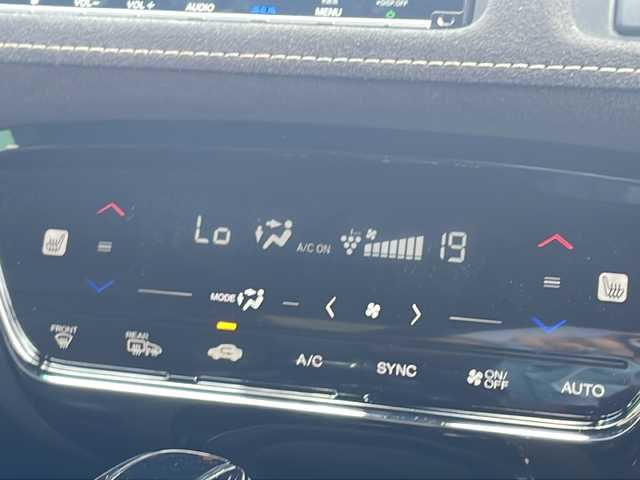 VOL−
VOL +
AUDIO
MENU
Lo
A/C ON
19
MODE
FRONT
REAR
A/C
SYNC
ON/
OFF
AUTO